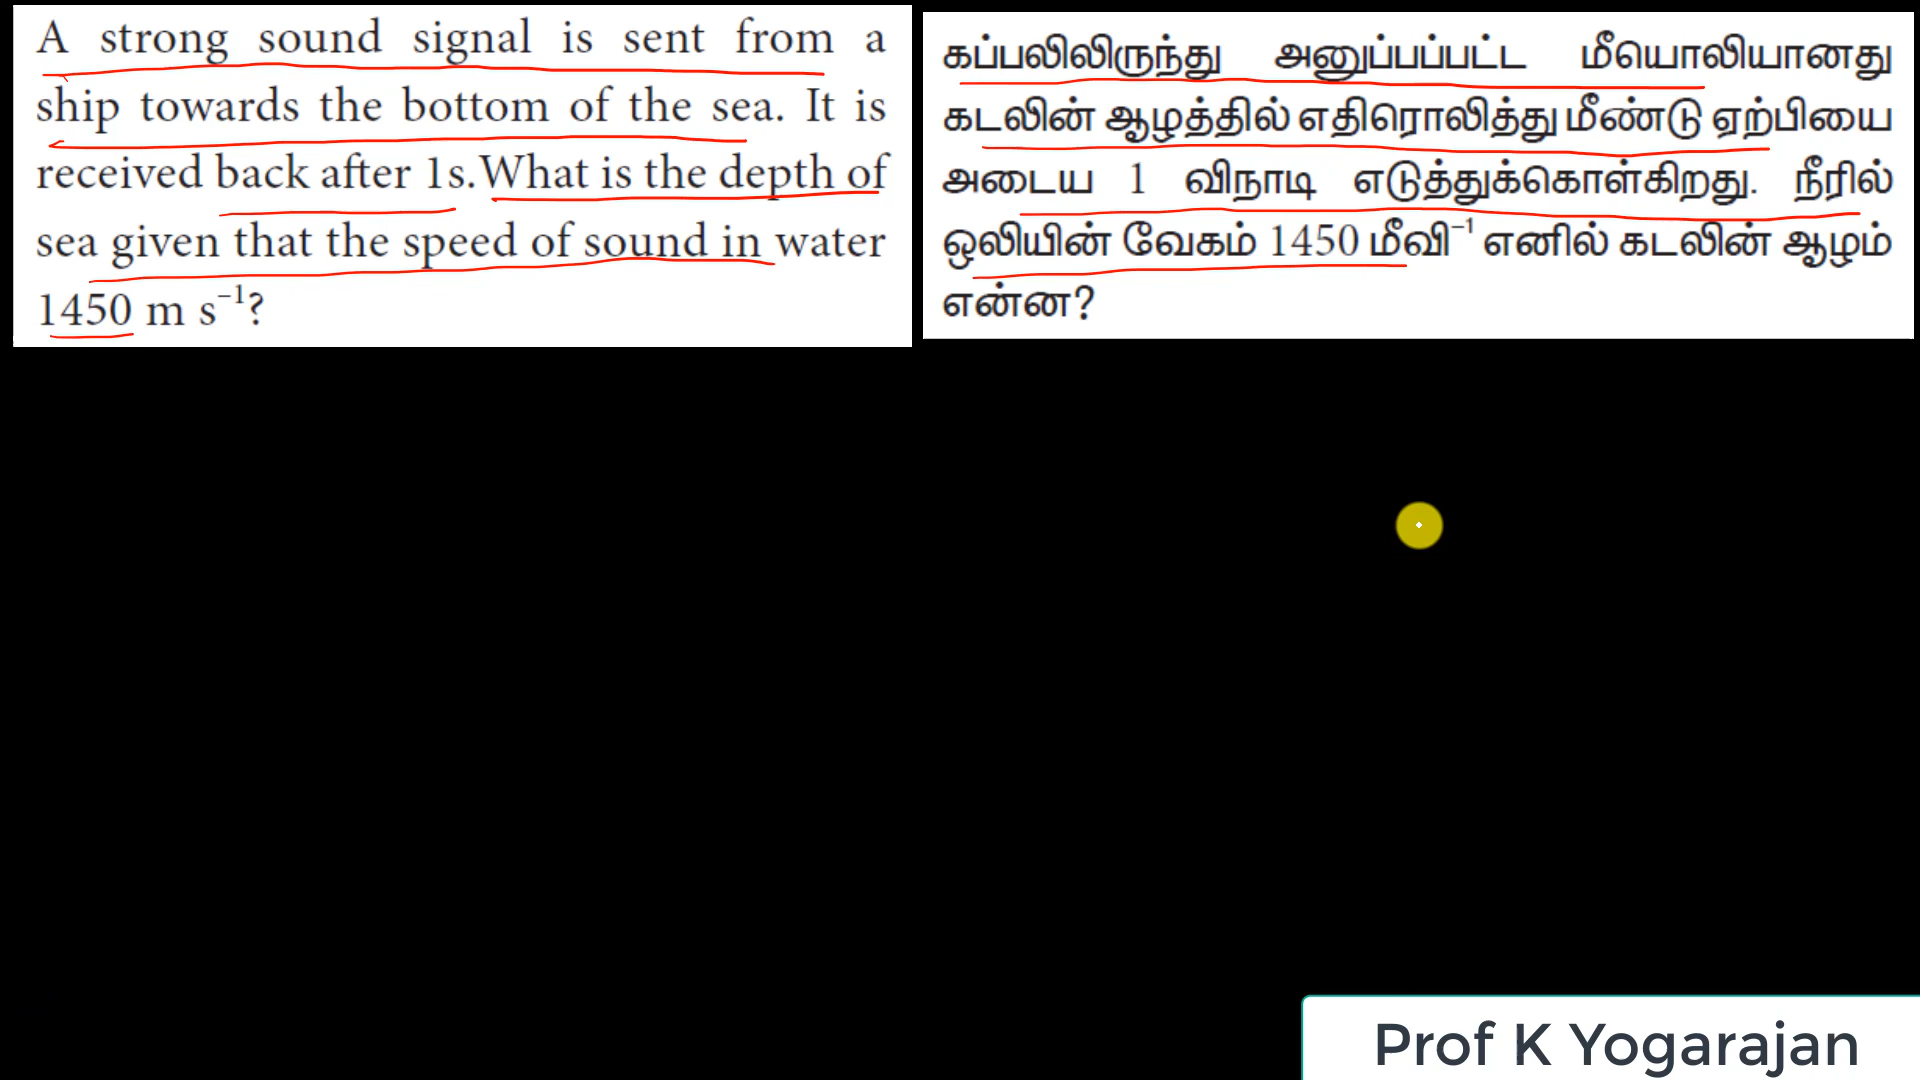 A strong sound signal is sent from a
ship towards the bottom of the sea. It is
received back after 1s.What is the depth of
sea given that the speed of sound in water
1450 m s⁻¹?
கப்பலிலிருந்து அனுப்பப்பட்ட மீயொலியானது
கடலின் ஆழத்தில் எதிரொலித்து மீண்டு ஏற்பியை
அடைய 1 விநாடி எடுத்துக்கொள்கிறது. நீரில்
ஒலியின் வேகம் 1450 மீவி⁻¹ எனில் கடலின் ஆழம்
என்ன?
Prof K Yogarajan